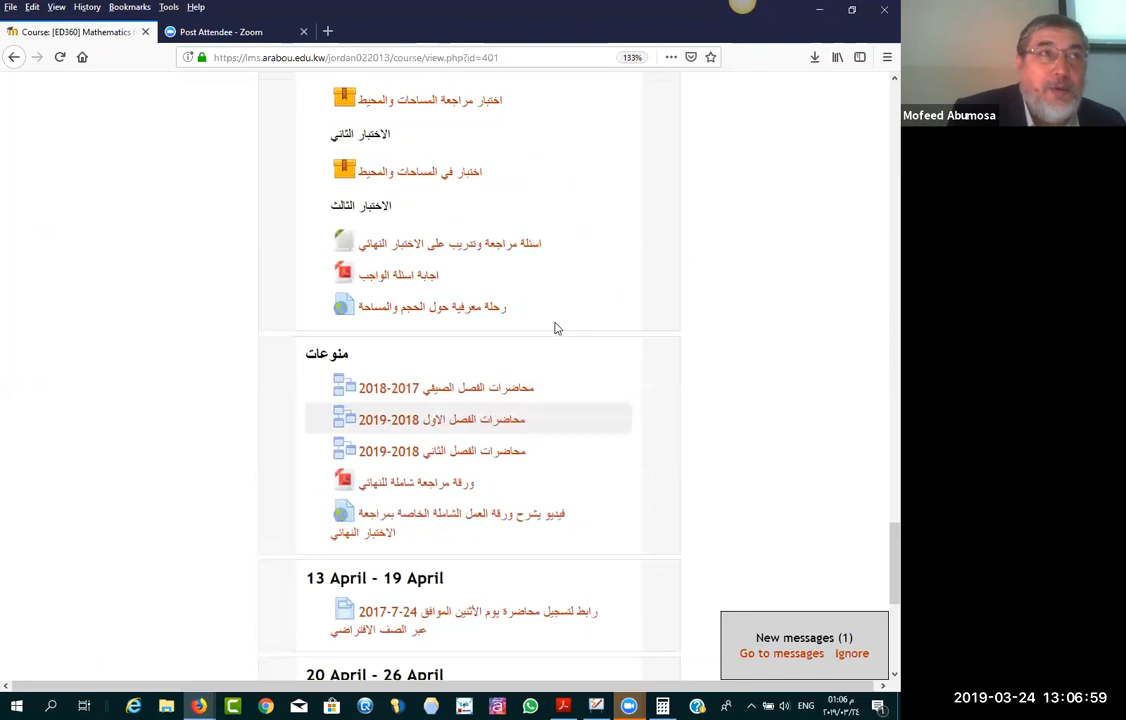 File Edit View History Bookmarks Tools Help
Course: [ED360] Mathematics f
Post Attendee - Zoom
https://lms.arabou.edu.kw/jordan022013/course/view.php?id=401
133%
Mofeed Abumosa
اختبار مراجعة المساحات والمحيط
الاختبار الثاني
اختبار في المساحات والمحيط
الاختبار الثالث
اسئلة مراجعة وتدريب على الاختبار النهائي
اجابة اسئلة الواجب
رحلة معرفية حول الحجم والمساحة
منوعات
محاضرات الفصل الصيفي 2017-2018
محاضرات الفصل الاول 2018-2019
محاضرات الفصل الثاني 2018-2019
ورقة مراجعة شاملة للنهائي
فيديو يشرح ورقة العمل الشاملة الخاصة بمراجعة
الاختبار النهائي
13 April - 19 April
رابط لتسجيل محاضرة يوم الأثنين الموافق 24-7-2017
عبر الصف الافتراضي
20 April - 26 April
New messages (1)
Go to messages Ignore
ENG
01:06 م
٢٠١٩/٠٣/٢٤
2019-03-24 13:06:59